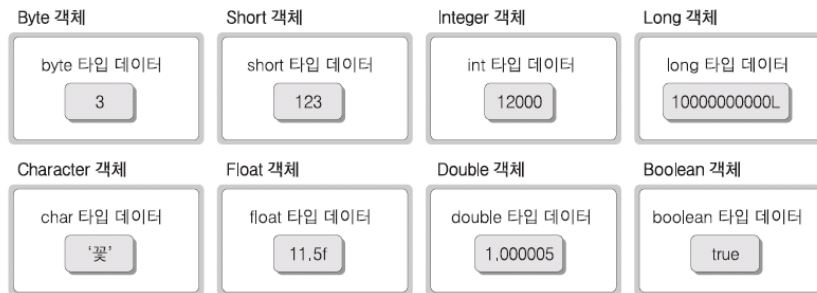 Byte 객체 Short 객체 Integer 객체 Long 객체
byte 타입 데이터 short 타입 데이터 int 타입 데이터 long 타입 데이터
3 123 12000 10000000000L
Character 객체 Float 객체 Double 객체 Boolean 객체
char 타입 데이터 float 타입 데이터 double 타입 데이터 boolean 타입 데이터
‘꽃’ 11.5f 1.000005 true